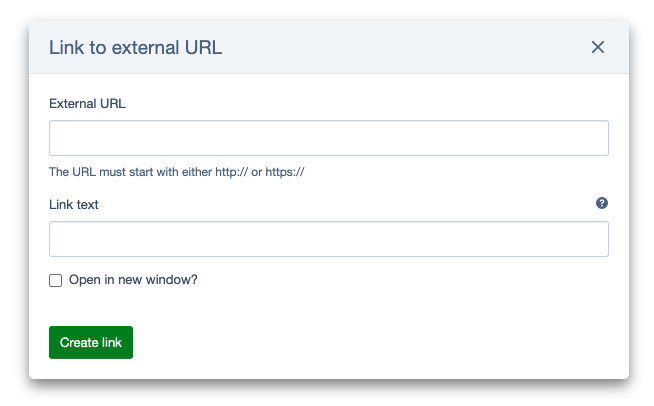 Link to external URL
External URL
The URL must start with either http:// or https://
Link text
?
Open in new window?
Create link